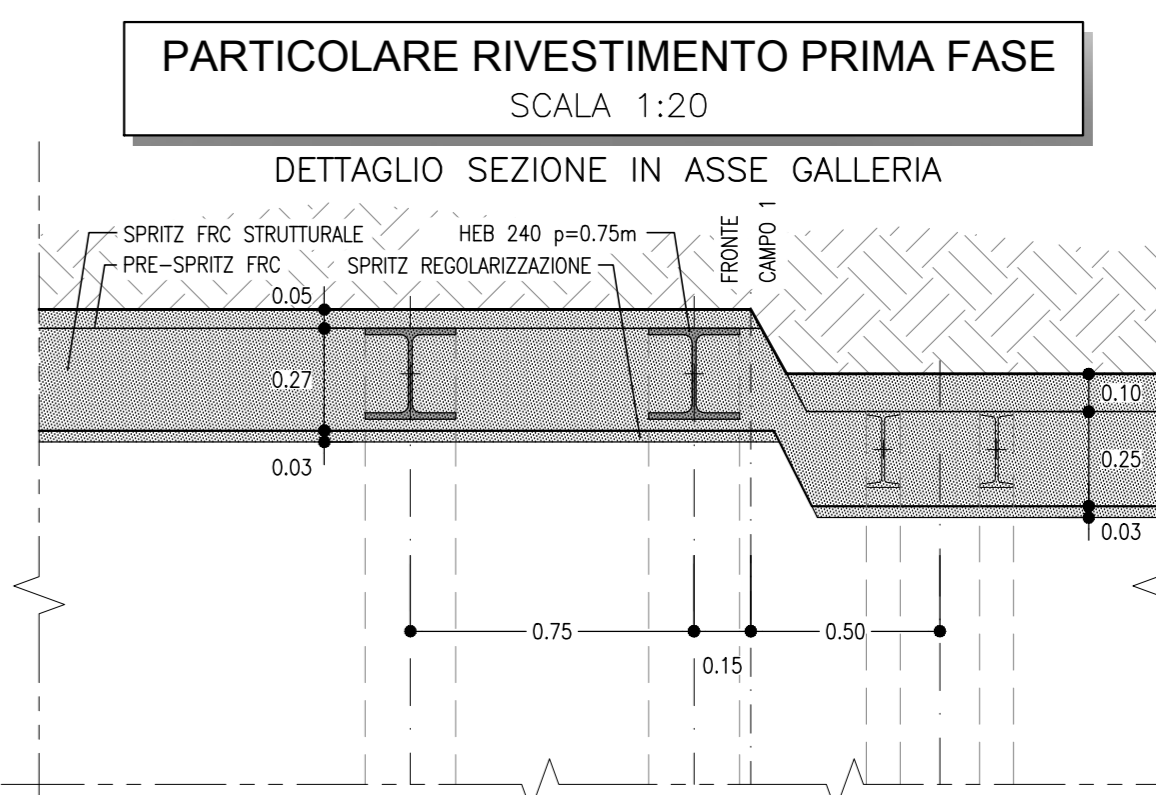 PARTICOLARE RIVESTIMENTO PRIMA FASE
SCALA 1:20
DETTAGLIO SEZIONE IN ASSE GALLERIA
FRONTE
CAMPO 1
SPRITZ FRC STRUTTURALE
HEB 240 p=0.75m
PRE-SPRITZ FRC
SPRITZ REGOLARIZZAZIONE
0.05
0.27
0.03
0.10
0.25
0.03
0.75
0.15
0.50